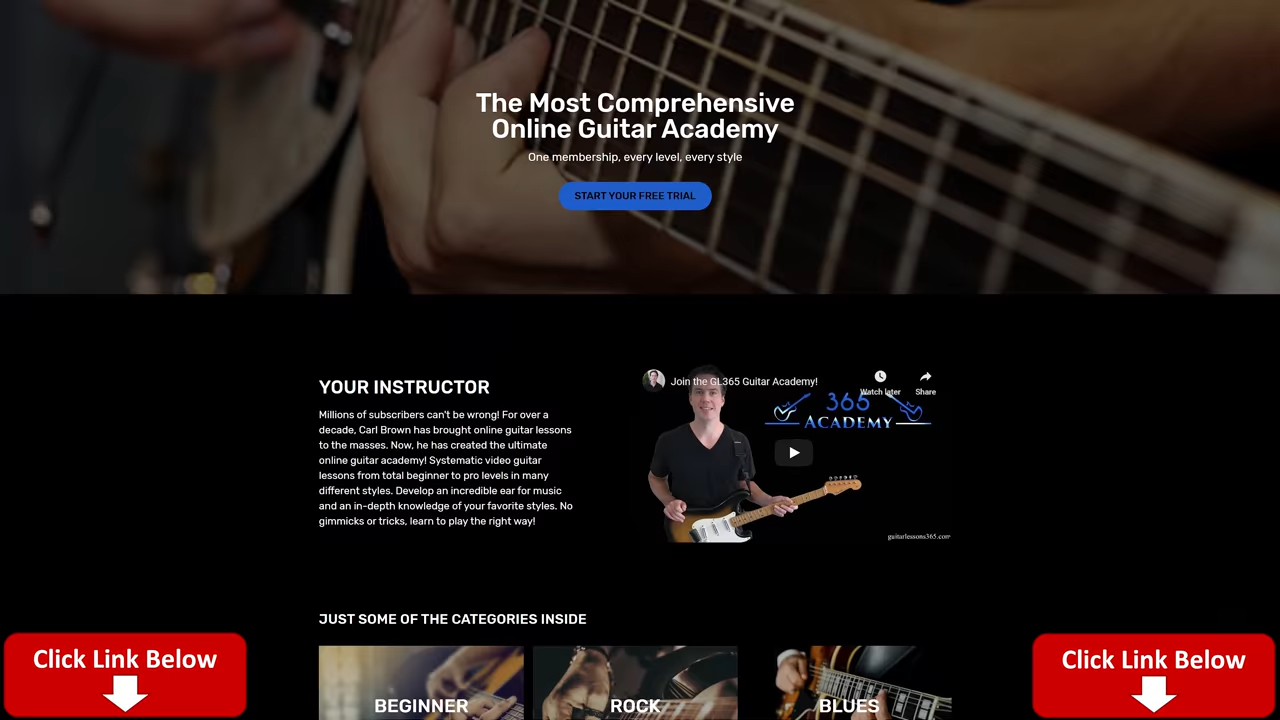 The Most Comprehensive
Online Guitar Academy
One membership, every level, every style
START YOUR FREE TRIAL
YOUR INSTRUCTOR
Millions of subscribers can't be wrong! For over a
decade, Carl Brown has brought online guitar lessons
to the masses. Now, he has created the ultimate
online guitar academy! Systematic video guitar
lessons from total beginner to pro levels in many
different styles. Develop an incredible ear for music
and an in-depth knowledge of your favorite styles. No
gimmicks or tricks, learn to play the right way!
Join the GL365 Guitar Academy!
Watch later
Share
365
ACADEMY
guitarlessons365.com
JUST SOME OF THE CATEGORIES INSIDE
Click Link Below
BEGINNER
ROCK
BLUES
Click Link Below